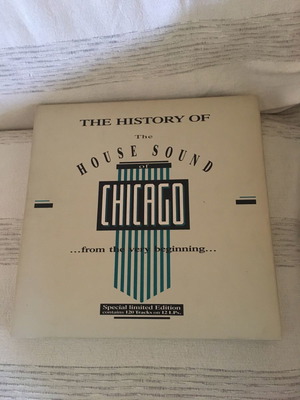 THE HISTORY OF
The
HOUSE SOUND
of
CHICAGO
...from the very beginning...
Special limited Edition
contains 120 Tracks on 12 LPs.